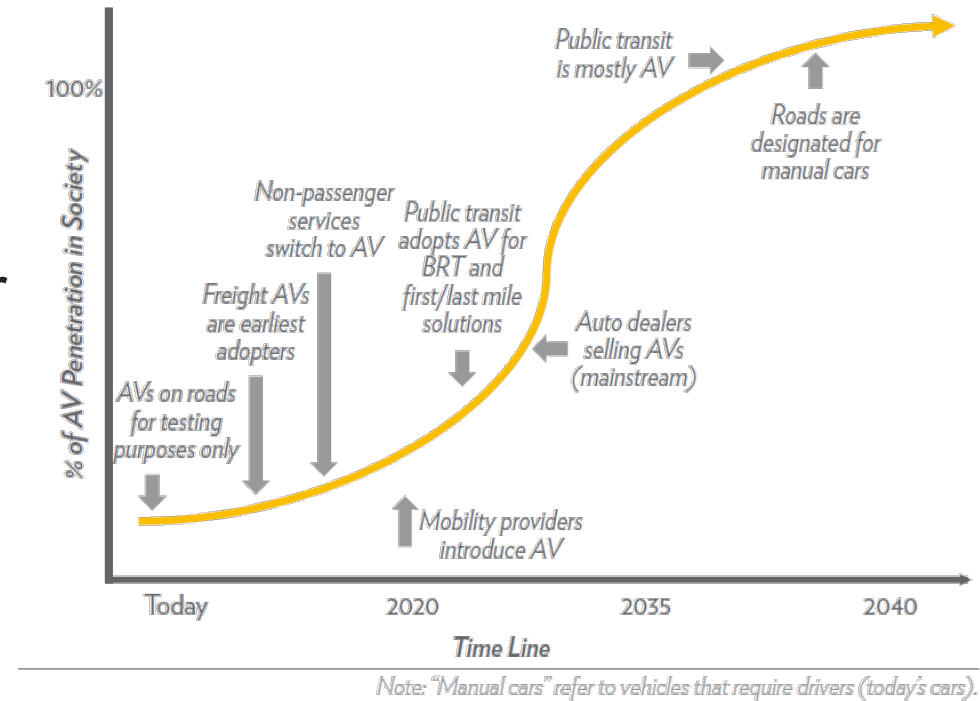 100%
% of AV Penetration in Society
Public transit
is mostly AV
Roads are
designated for
manual cars
Non-passenger
services
switch to AV
Public transit
adopts AV for
BRT and
first/last mile
solutions
Freight AVs
are earliest
adopters
Auto dealers
selling AVs
(mainstream)
AVs on roads
for testing
purposes only
Mobility providers
introduce AV
Today
2020
2035
2040
Time Line
Note: "Manual cars" refer to vehicles that require drivers (today's cars).